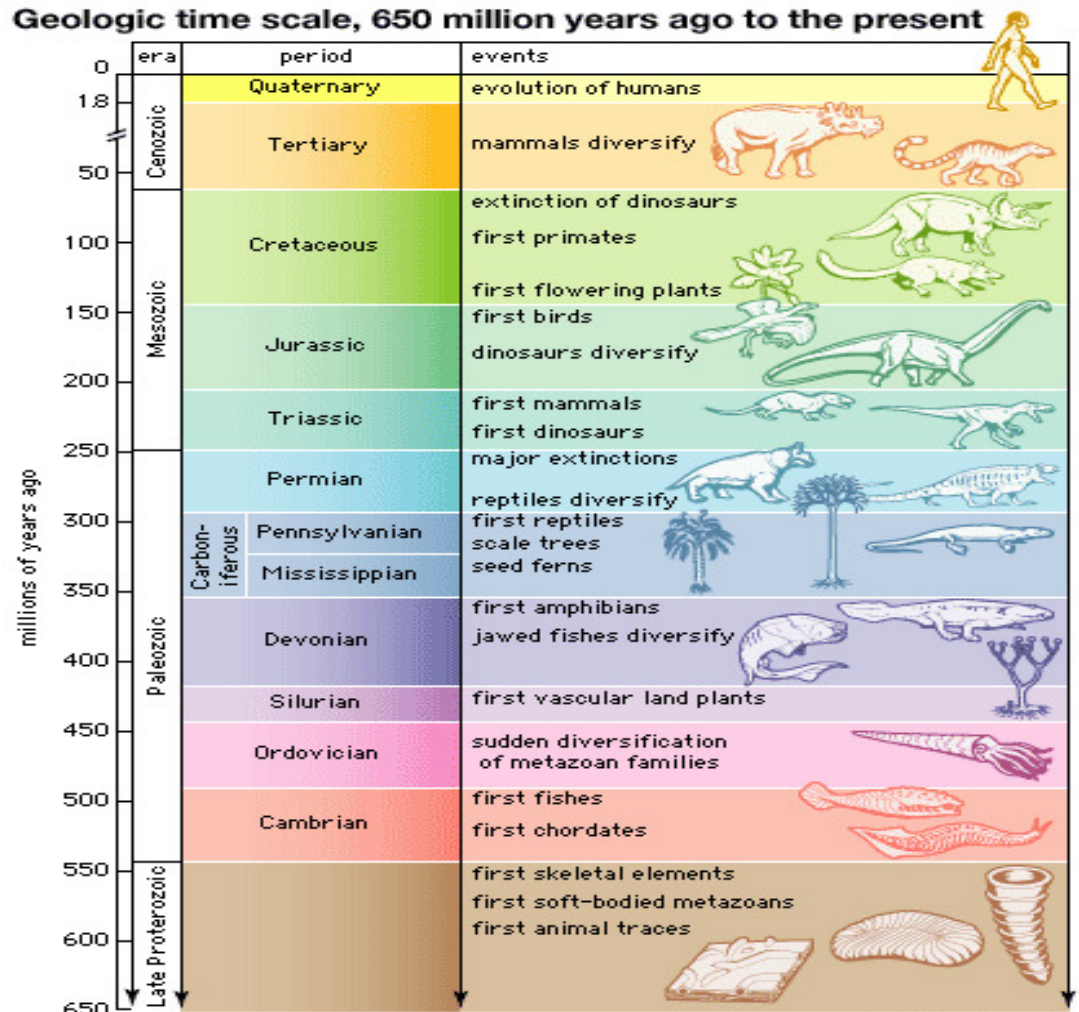 Geologic time scale, 650 million years ago to the present
era period events
0
Quaternary evolution of humans
1.8
Cenozoic
Tertiary mammals diversify
50
extinction of dinosaurs
100
Cretaceous first primates
first flowering plants
Mesozoic
150
first birds
Jurassic
dinosaurs diversify
200
first mammals
Triassic
first dinosaurs
250
major extinctions
Permian
reptiles diversify
millions of years ago
300
Carbon-
iferous
Pennsylvanian first reptiles
scale trees
Mississippian seed ferns
350
first amphibians
Devonian jawed fishes diversify
Paleozoic
400
Silurian first vascular land plants
450
Ordovician sudden diversification
of metazoan families
500
first fishes
Cambrian first chordates
550
first skeletal elements
first soft-bodied metazoans
Late Proterozoic
600 first animal traces
650